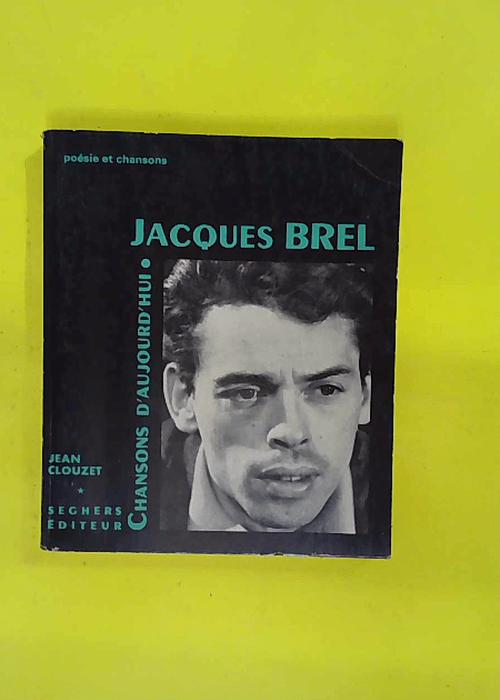 poésie et chansons
JACQUES BREL
CHANSONS D'AUJOURD'HUI •
JEAN
CLOUZET
*
SEGHERS
ÉDITEUR